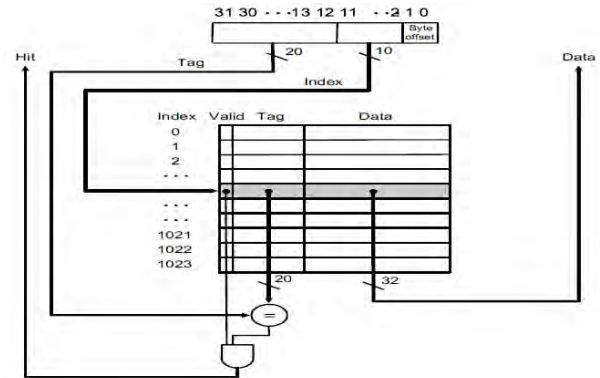 31 30 · · · 13 12 11 · · · 2 1 0
Byte
offset
Hit
Tag
20
10
Data
Index
Index Valid Tag Data
0
1
2
· · ·
· · ·
· · ·
1021
1022
1023
20
32
=